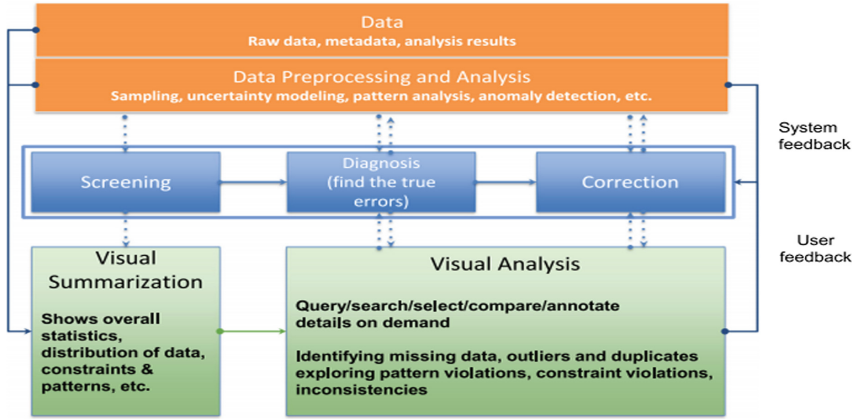 Data
Raw data, metadata, analysis results
Data Preprocessing and Analysis
Sampling, uncertainty modeling, pattern analysis, anomaly detection, etc.
System
feedback
Screening
Diagnosis
(find the true
errors)
Correction
User
feedback
Visual
Summarization
Shows overall
statistics,
distribution of data,
constraints &
patterns, etc.
Visual Analysis
Query/search/select/compare/annotate
details on demand
Identifying missing data, outliers and duplicates
exploring pattern violations, constraint violations,
inconsistencies